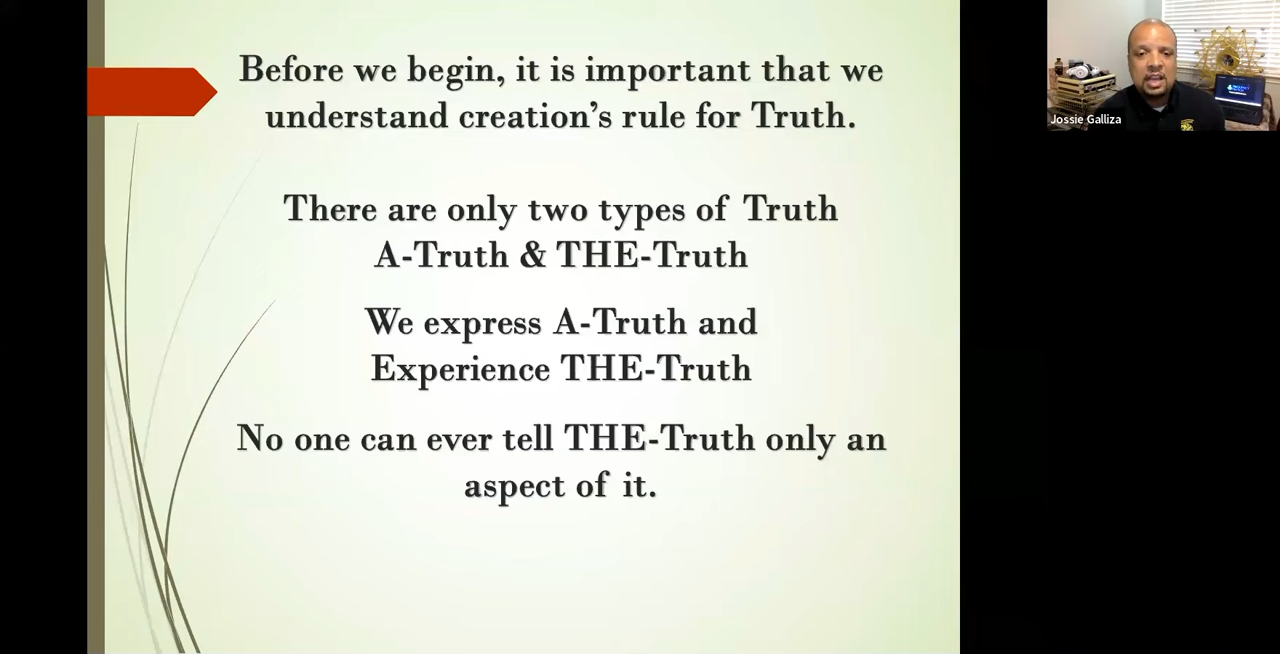 Before we begin, it is important that we
understand creation’s rule for Truth.
There are only two types of Truth
A-Truth & THE-Truth
We express A-Truth and
Experience THE-Truth
No one can ever tell THE-Truth only an
aspect of it.
Jossie Galliza